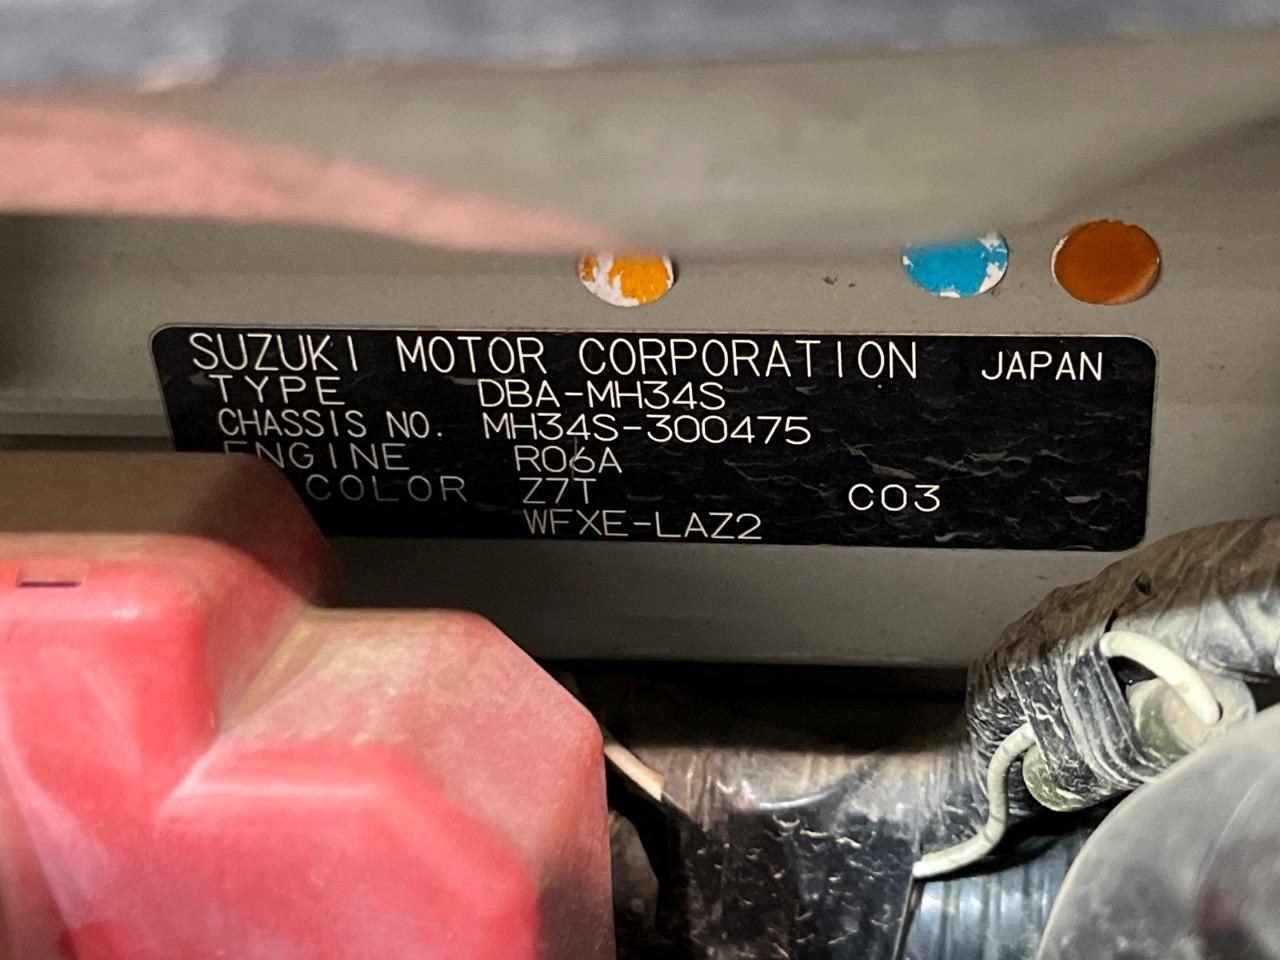 SUZUKI MOTOR CORPORATION JAPAN
TYPE DBA-MH34S
CHASSIS NO. MH34S-300475
ENGINE R06A
COLOR Z7T C03
WFXE-LAZ2